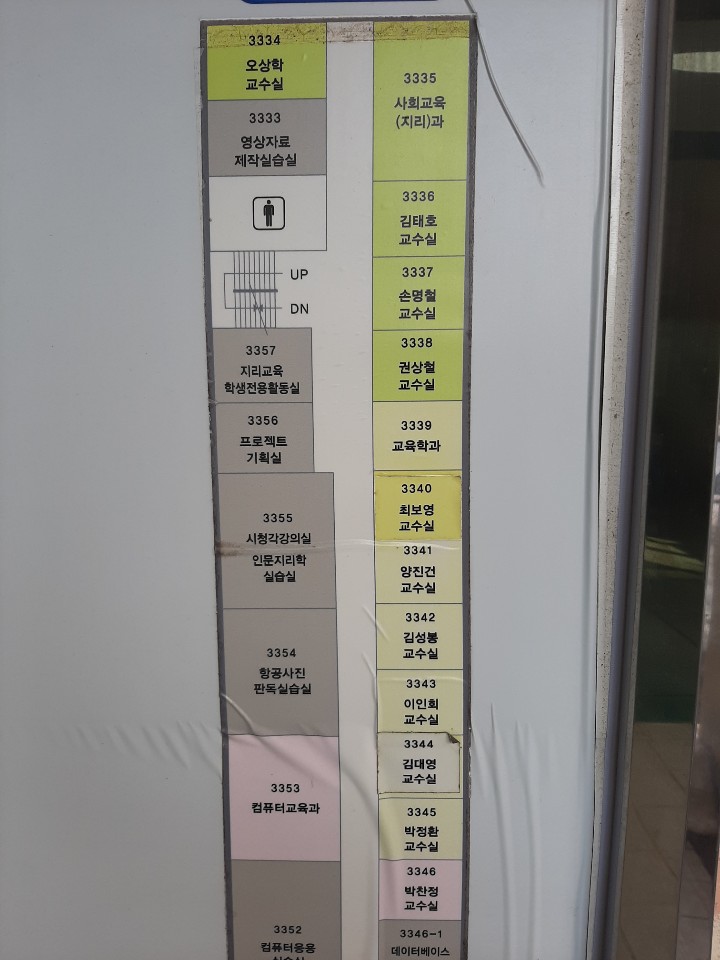 3334
오상학
교수실
3333
영상자료
제작실습실
UP
DN
3357
지리교육
학생전용활동실
3356
프로젝트
기획실
3355
시청각강의실
인문지리학
실습실
3354
항공사진
판독실습실
3353
컴퓨터교육과
3352
컴퓨터응용
3335
사회교육
(지리)과
3336
김태호
교수실
3337
손명철
교수실
3338
권상철
교수실
3339
교육학과
3340
최보영
교수실
3341
양진건
교수실
3342
김성봉
교수실
3343
이인회
교수실
3344
김대영
교수실
3345
박정환
교수실
3346
박찬정
교수실
3346-1
데이터베이스